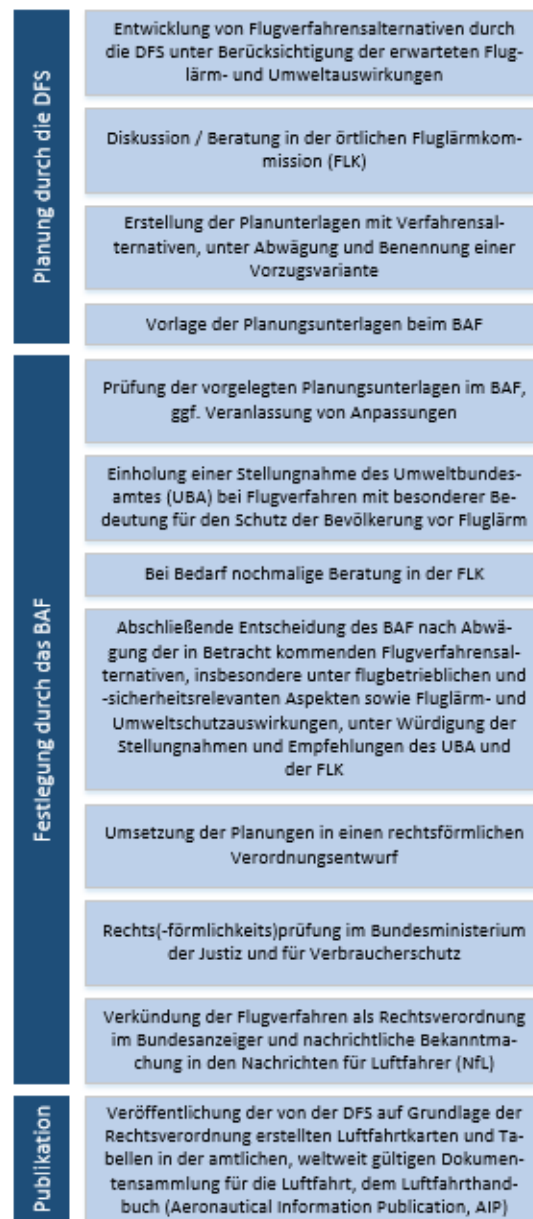 Planung durch die DFS
Entwicklung von Flugverfahrensalternativen durch
die DFS unter Berücksichtigung der erwarteten Flug-
lärm- und Umweltauswirkungen
Diskussion / Beratung in der örtlichen Fluglärmkom-
mission (FLK)
Erstellung der Planunterlagen mit Verfahrensal-
ternativen, unter Abwägung und Benennung einer
Vorzugsvariante
Vorlage der Planungsunterlagen beim BAF
Festlegung durch das BAF
Prüfung der vorgelegten Planungsunterlagen im BAF,
ggf. Veranlassung von Anpassungen
Einholung einer Stellungnahme des Umweltbundes-
amtes (UBA) bei Flugverfahren mit besonderer Be-
deutung für den Schutz der Bevölkerung vor Fluglärm
Bei Bedarf nochmalige Beratung in der FLK
Abschließende Entscheidung des BAF nach Abwä-
gung der in Betracht kommenden Flugverfahrensal-
ternativen, insbesondere unter flugbetrieblichen und
-sicherheitsrelevanten Aspekten sowie Fluglärm- und
Umweltschutzauswirkungen, unter Würdigung der
Stellungnahmen und Empfehlungen des UBA und
der FLK
Umsetzung der Planungen in einen rechtsförmlichen
Verordnungsentwurf
Rechts(-förmlichkeits)prüfung im Bundesministerium
der Justiz und für Verbraucherschutz
Verkündung der Flugverfahren als Rechtsverordnung
im Bundesanzeiger und nachrichtliche Bekanntma-
chung in den Nachrichten für Luftfahrer (NfL)
Publikation
Veröffentlichung der von der DFS auf Grundlage der
Rechtsverordnung erstellten Luftfahrtkarten und Ta-
bellen in der amtlichen, weltweit gültigen Dokumen-
tensammlung für die Luftfahrt, dem Luftfahrthand-
buch (Aeronautical Information Publication, AIP)